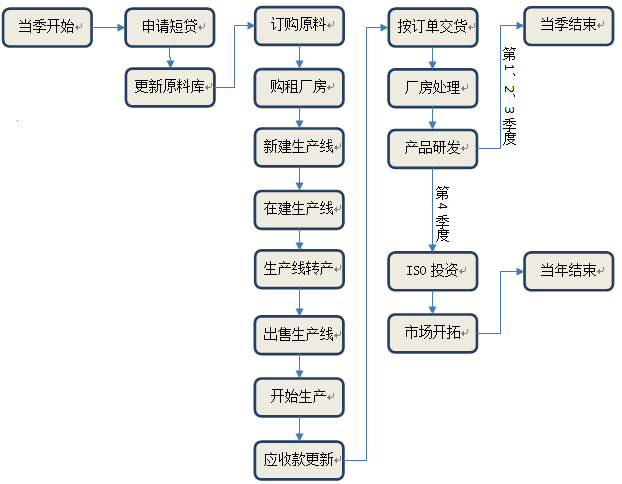 当季开始
申请短贷
更新原料库
订购原料
购租厂房
新建生产线
在建生产线
生产线转产
出售生产线
开始生产
应收款更新
按订单交货
厂房处理
产品研发
第1、2、3季度
当季结束
第4季度
ISO 投资
市场开拓
当年结束